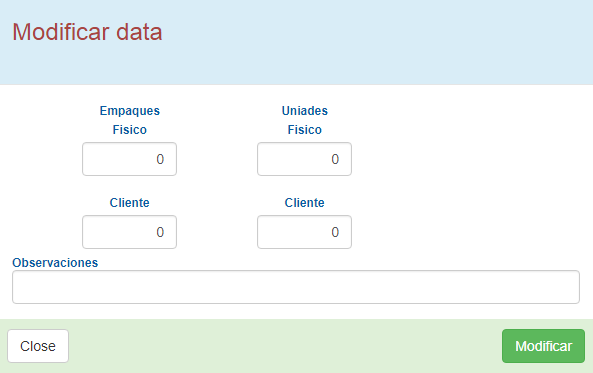 Modificar data
Empaques Uniades
Fisico Fisico
0 0
Cliente Cliente
0 0
Observaciones
Close Modificar